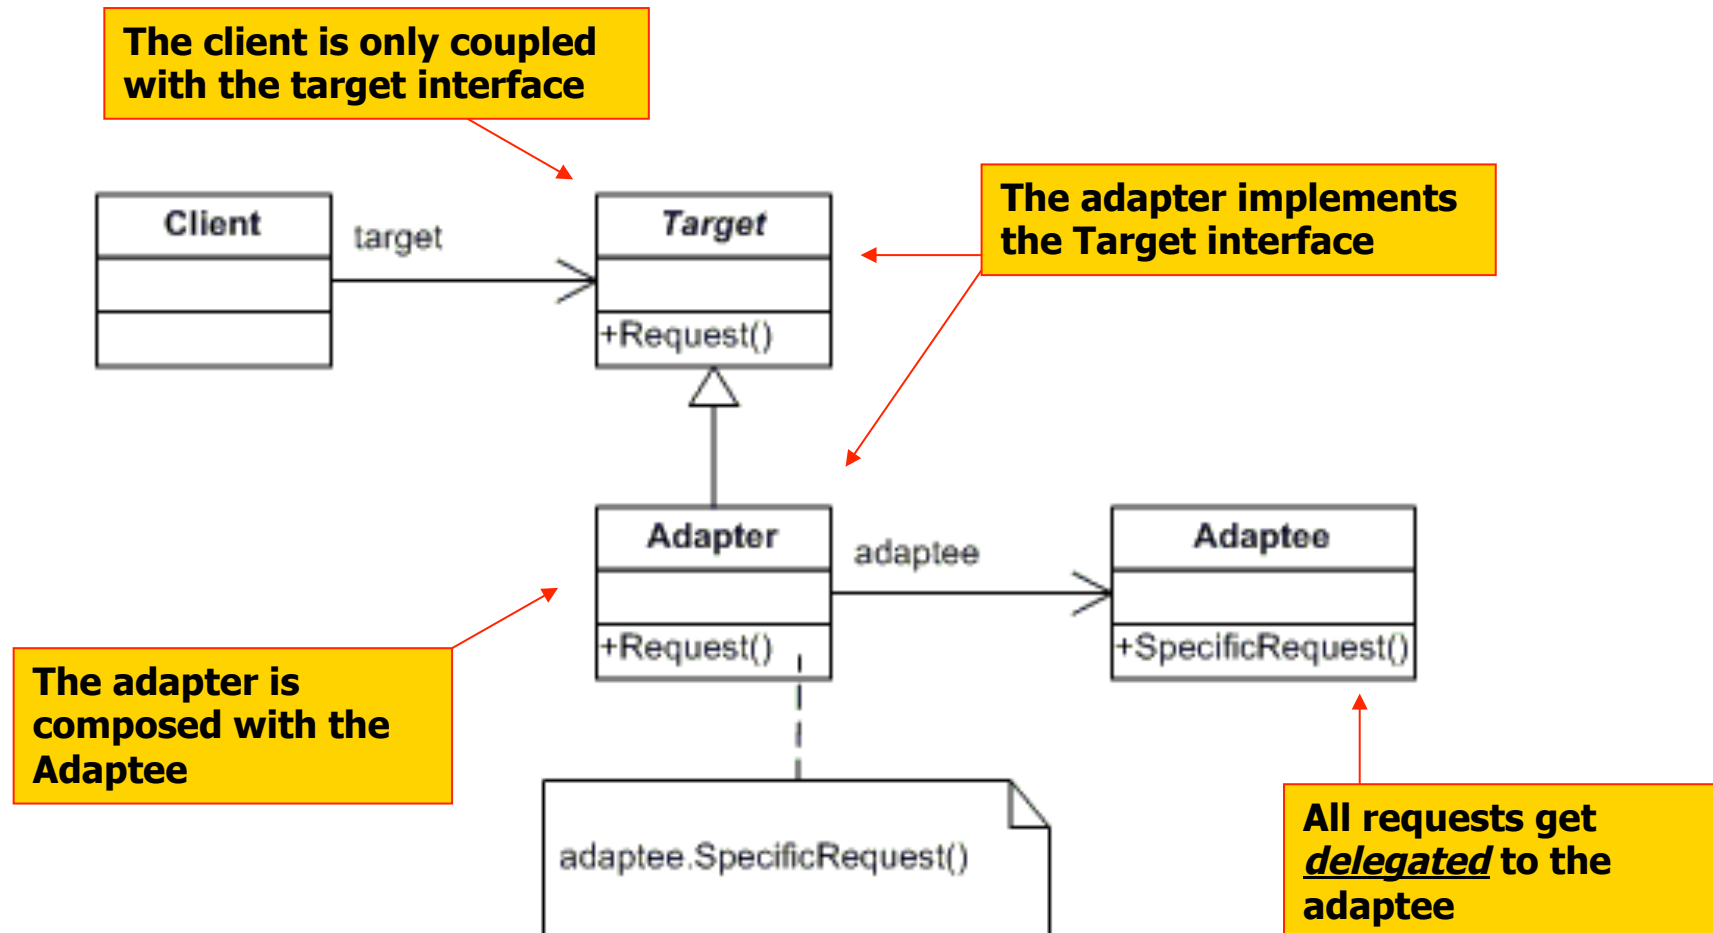 The client is only coupled
with the target interface
The adapter implements
the Target interface
Client
target
Target
+Request()
Adapter
adaptee
Adaptee
+Request()
+SpecificRequest()
The adapter is
composed with the
Adaptee
adaptee.SpecificRequest()
All requests get
delegated to the
adaptee